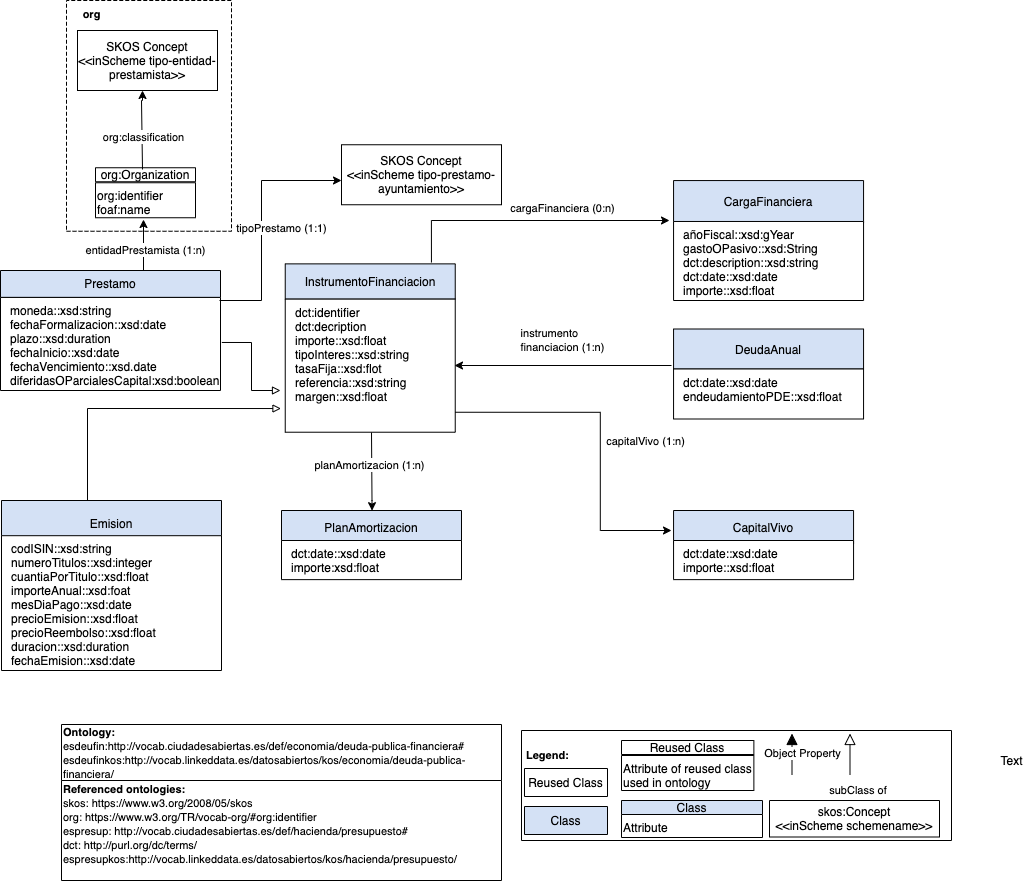 org
SKOS Concept
<<inScheme tipo-entidad-
prestamista>>
org:classification
org:Organization
org:identifier
foaf:name
entidadPrestamista (1:n)
tipoPrestamo (1:1)
SKOS Concept
<<inScheme tipo-prestamo-
ayuntamiento>>
cargaFinanciera (0:n)
CargaFinanciera
añoFiscal::xsd:gYear
gastoOPasivo::xsd:String
dct:description::xsd:string
dct:date::xsd:date
importe::xsd:float
Prestamo
moneda::xsd:string
fechaFormalizacion::xsd:date
plazo::xsd:duration
fechaInicio::xsd:date
fechaVencimiento::xsd.date
diferidasOParcialesCapital:xsd:boolean
InstrumentoFinanciacion
dct:identifier
dct:decription
importe::xsd:float
tipoInteres::xsd:string
tasaFija::xsd:flot
referencia::xsd:string
margen::xsd:float
instrumento
financiacion (1:n)
DeudaAnual
dct:date::xsd:date
endeudamientoPDE::xsd:float
capitalVivo (1:n)
planAmortizacion (1:n)
Emision
codISIN::xsd:string
numeroTitulos::xsd:integer
cuantiaPorTitulo::xsd:float
importeAnual::xsd:foat
mesDiaPago::xsd:date
precioEmision::xsd:float
precioReembolso::xsd:float
duracion::xsd:duration
fechaEmision::xsd:date
PlanAmortizacion
dct:date::xsd:date
importe:xsd:float
CapitalVivo
dct:date::xsd:date
importe::xsd:float
Ontology:
esdeufin:http://vocab.ciudadesabiertas.es/def/economia/deuda-publica-financiera#
esdeufinkos:http://vocab.linkeddata.es/datosabiertos/kos/economia/deuda-publica-
financiera/
Referenced ontologies:
skos: https://www.w3.org/2008/05/skos
org: https://www.w3.org/TR/vocab-org/#org:identifier
espresup: http://vocab.ciudadesabiertas.es/def/hacienda/presupuesto#
dct: http://purl.org/dc/terms/
espresupkos:http://vocab.linkeddata.es/datosabiertos/kos/hacienda/presupuesto/
Legend:
Reused Class
Class
Reused Class
Attribute of reused class
used in ontology
Class
Attribute
Object Property
subClass of
skos:Concept
<<inScheme schemename>>
Text